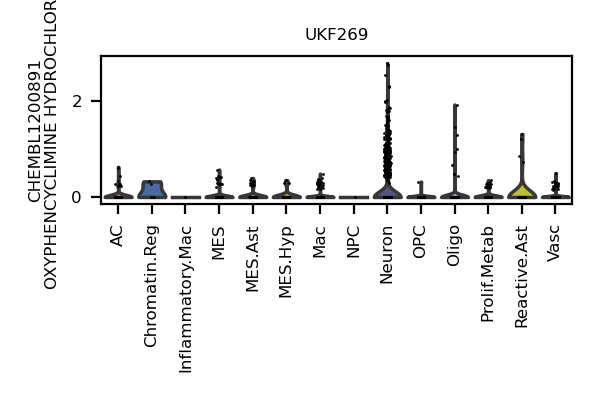 UKF269
CHEMBL1200891
OXYPHENCYCLIMINE HYDROCHLOR
2
0
AC
Chromatin.Reg
Inflammatory.Mac
MES
MES.Ast
MES.Hyp
Mac
NPC
Neuron
OPC
Oligo
Prolif.Metab
Reactive.Ast
Vasc